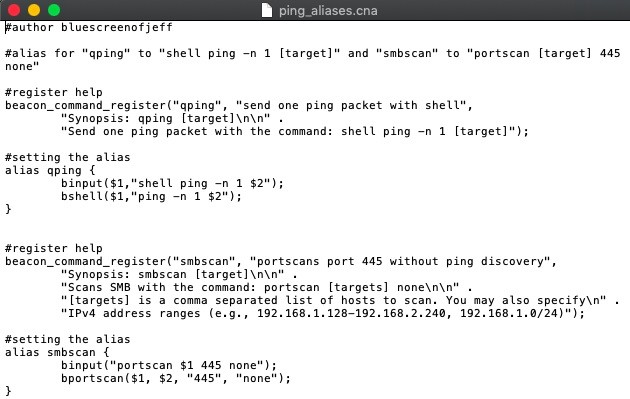 ping_aliases.cna
#author bluescreenofjeff
#alias for "qping" to "shell ping -n 1 [target]" and "smbscan" to "portscan [target] 445
none"
#register help
beacon_command_register("qping", "send one ping packet with shell",
"Synopsis: qping [target]\n\n" .
"Send one ping packet with the command: shell ping -n 1 [target]");
#setting the alias
alias qping {
binput($1,"shell ping -n 1 $2");
bshell($1,"ping -n 1 $2");
}
#register help
beacon_command_register("smbscan", "portscans port 445 without ping discovery",
"Synopsis: smbscan [target]\n\n" .
"Scans SMB with the command: portscan [targets] none\n\n" .
"[targets] is a comma separated list of hosts to scan. You may also specify\n" .
"IPv4 address ranges (e.g., 192.168.1.128-192.168.2.240, 192.168.1.0/24)");
#setting the alias
alias smbscan {
binput("portscan $1 445 none");
bportscan($1, $2, "445", "none");
}